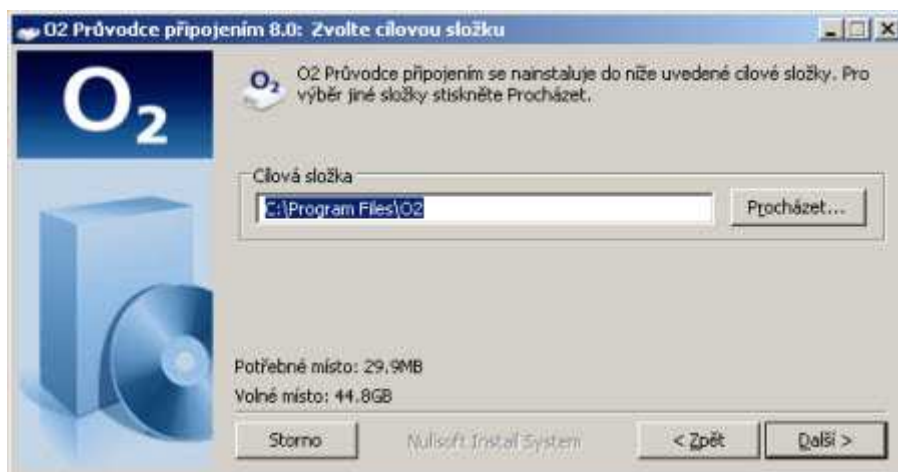 O2 Průvodce připojením 8.0: Zvolte cílovou složku
O2
O2
O2 Průvodce připojením se nainstaluje do níže uvedené cílové složky. Pro
výběr jiné složky stiskněte Procházet.
Cílová složka
C:\Program Files\O2
Procházet...
Potřebné místo: 29.9MB
Volné místo: 44.8GB
Storno
Nullsoft Install System
< Zpět
Další >